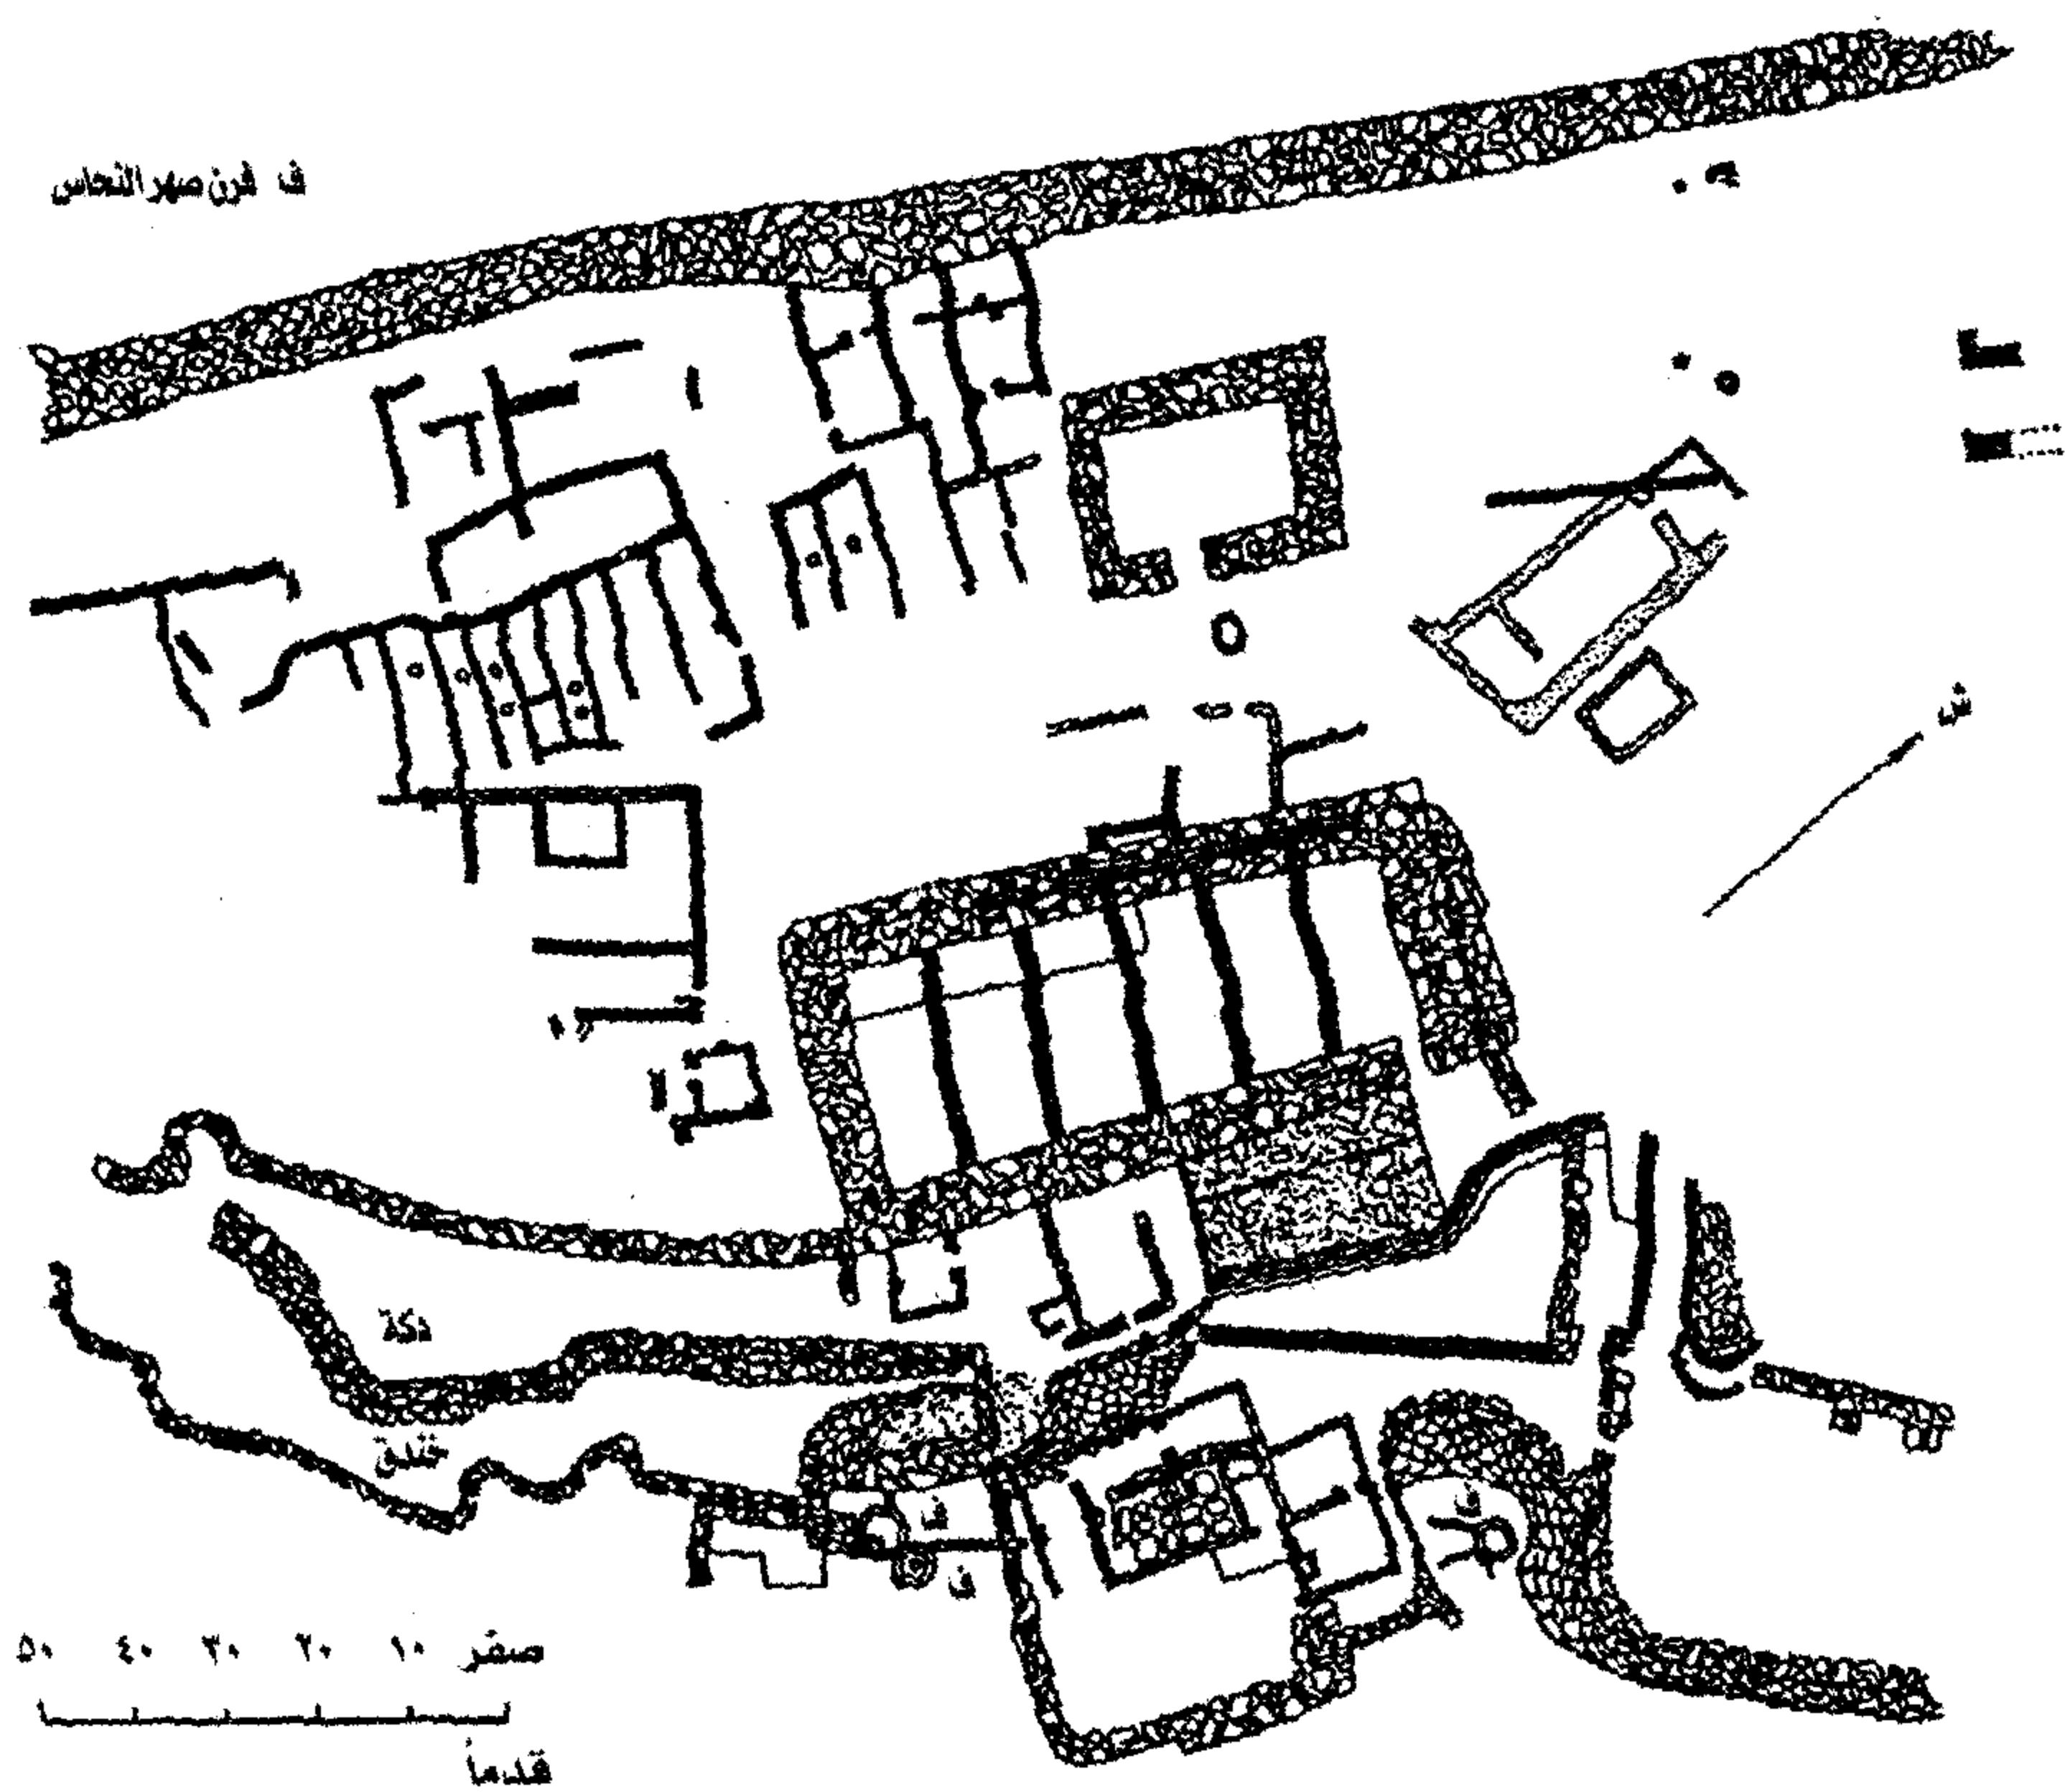 ف فرن صهر النحاس
ش
دكة
خندق
ف
ف
ف
صفر ١٠ ٢٠ ٣٠ ٤٠ ٥٠
قدماً